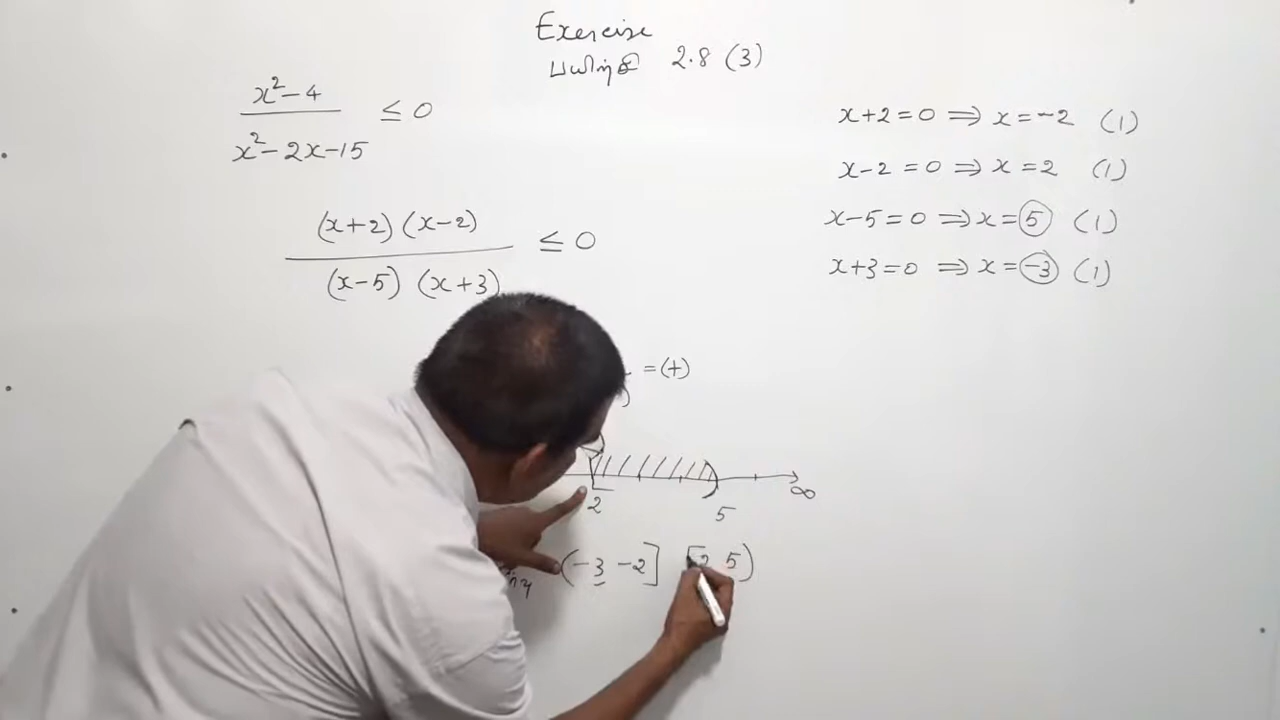 Exercise
பயிற்சி 2.8 (3)
x² - 4
≤ 0
x² - 2x - 15
(x+2) (x-2)
≤ 0
(x-5) (x+3)
x+2 = 0 ⇒ x = -2 (1)
x-2 = 0 ⇒ x = 2 (1)
x-5 = 0 ⇒ x = 5 (1)
x+3 = 0 ⇒ x = -3 (1)
= (+)
2 5 ∞
(-3 -2] [2 5)